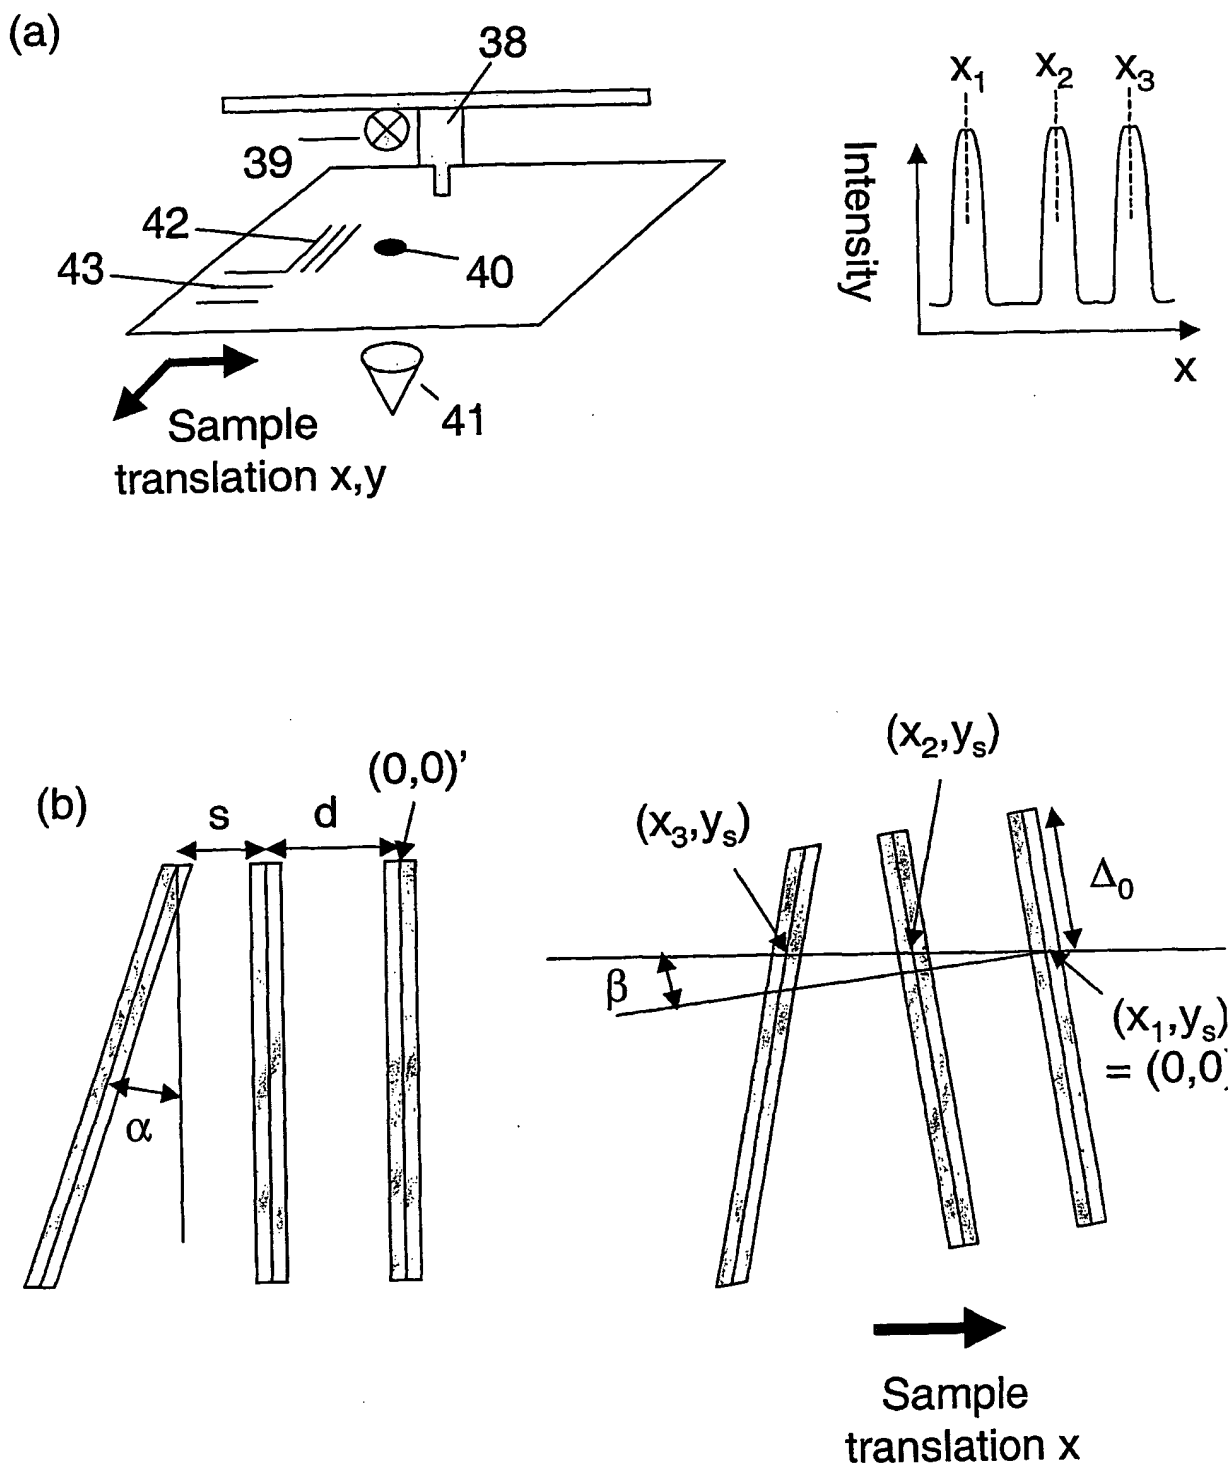 (a)
38
39
42
43
40
41
Sample
translation x,y
x₁ x₂ x₃
Intensity
x
(b)
s
d
(0,0)'
α
(x₃,yₛ)
(x₂,yₛ)
Δ₀
β
(x₁,yₛ)
= (0,0)
Sample
translation x